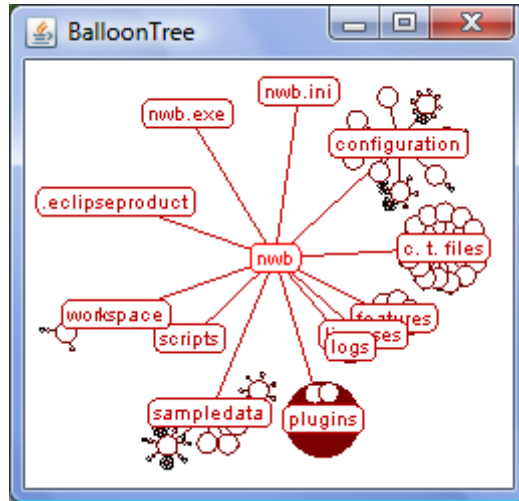 BalloonTree
nwb.ini
nwb.exe
configuration
.eclipseproduct
c. t. files
nwb
workspace
features
scripts
logs
sampledata
plugins